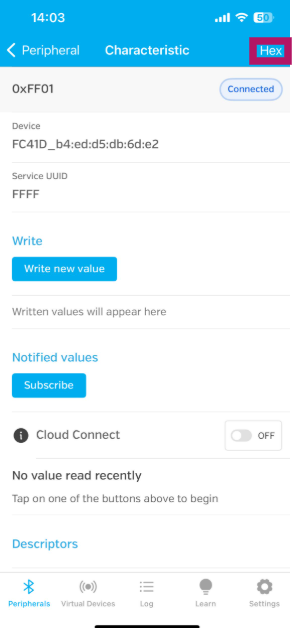 14:03
50
Peripheral Characteristic Hex
0xFF01
Connected
Device
FC41D_b4:ed:d5:db:6d:e2
Service UUID
FFFF
Write
Write new value
Written values will appear here
Notified values
Subscribe
Cloud Connect
OFF
No value read recently
Tap on one of the buttons above to begin
Descriptors
Peripherals Virtual Devices Log Learn Settings